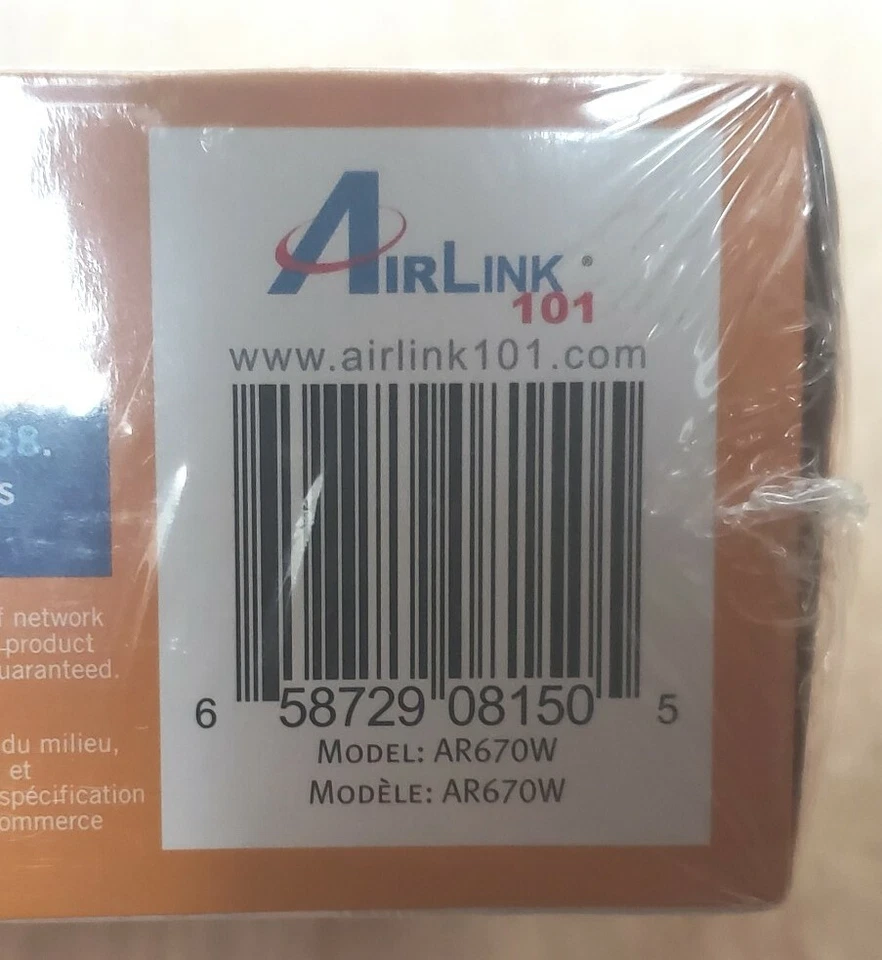 AIRLINK®
101
www.airlink101.com
6 58729 08150 5
MODEL: AR670W
MODÈLE: AR670W
38.
s
network
product
uaranteed.
du milieu,
et
spécification
ommerce